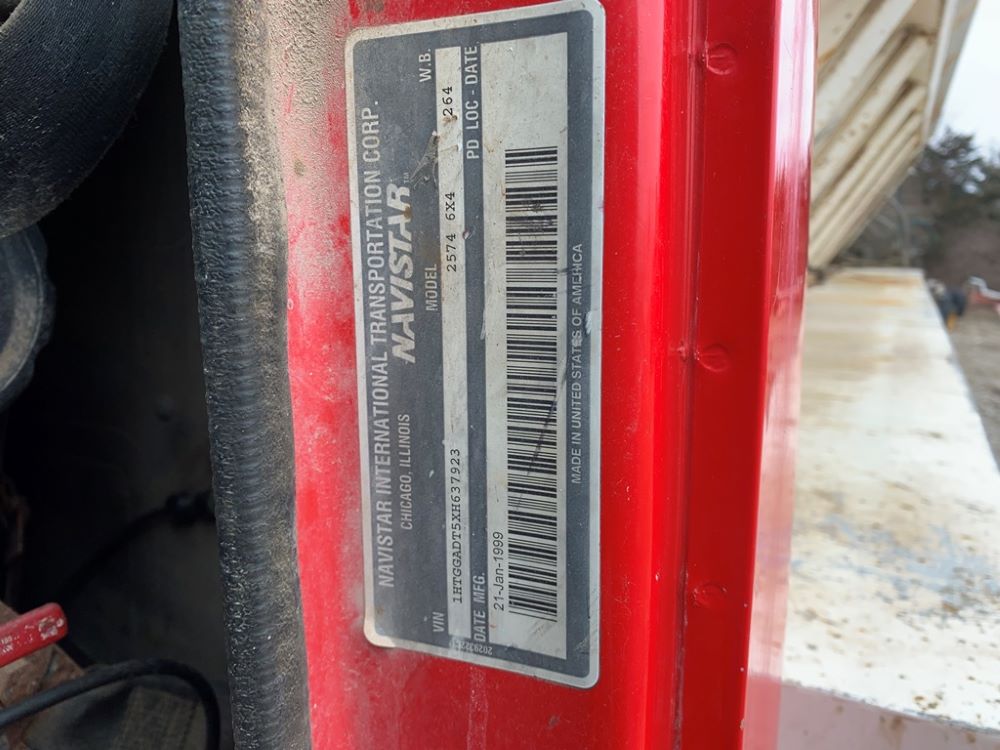 NAVISTAR INTERNATIONAL TRANSPORTATION CORP.
CHICAGO, ILLINOIS NAVISTAR™
VIN MODEL W.B.
1HTGGADT5XH637923 2574 6X4 264
DATE MFG. PD LOC - DATE
21-Jan-1999
MADE IN UNITED STATES OF AMERICA